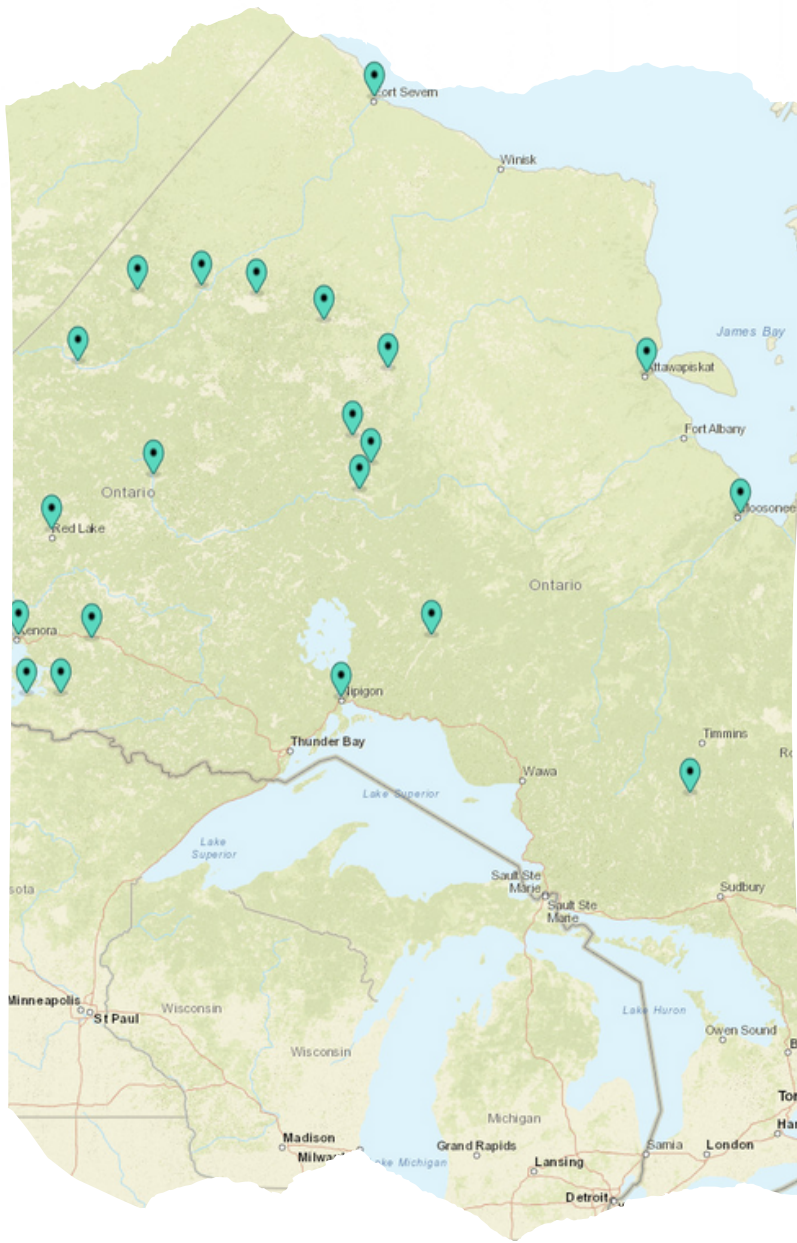 Fort Severn
Winisk
James Bay
Attawapiskat
Fort Albany
Ontario
Moosonee
Red Lake
Ontario
Kenora
Nipigon
Timmins
Thunder Bay
Wawa
Lake Superior
Lake
Superior
Sault Ste
Marie
Sudbury
sota
Sault Ste
Marie
Minneapolis
St Paul
Wisconsin
Lake Huron
Owen Sound
Wisconsin
Michigan
Madison
Grand Rapids
Sarnia
London
Lansing
Detroit